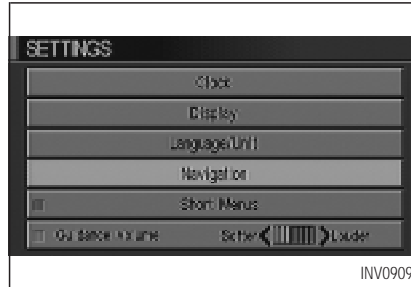 SETTINGS
Clock
Display
Language/Unit
Navigation
Short Menus
Guidance Volume Softer Louder
INV0909